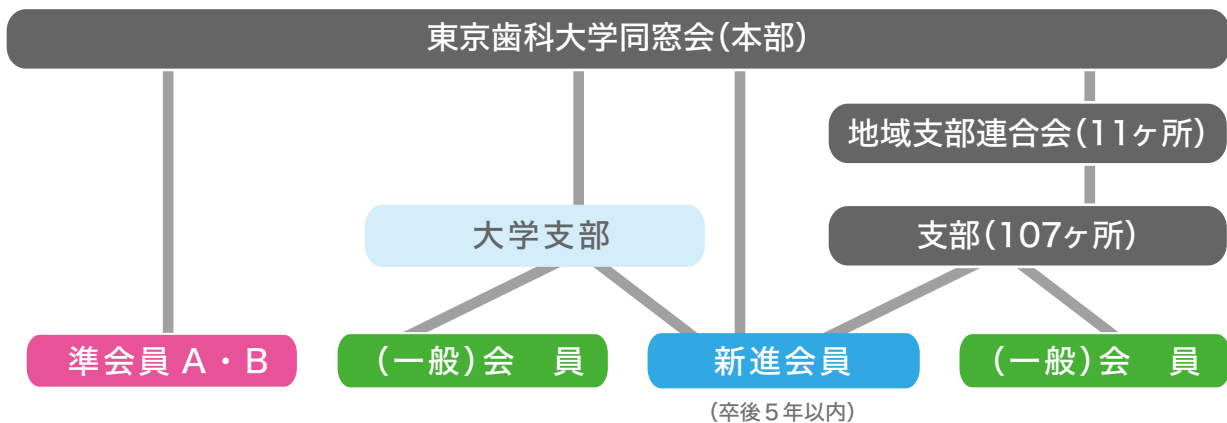 東京歯科大学同窓会（本部）
地域支部連合会（11ヶ所）
大学支部
支部（107ヶ所）
準会員 A・B
（一般）会　員
新進会員
（一般）会　員
（卒後５年以内）